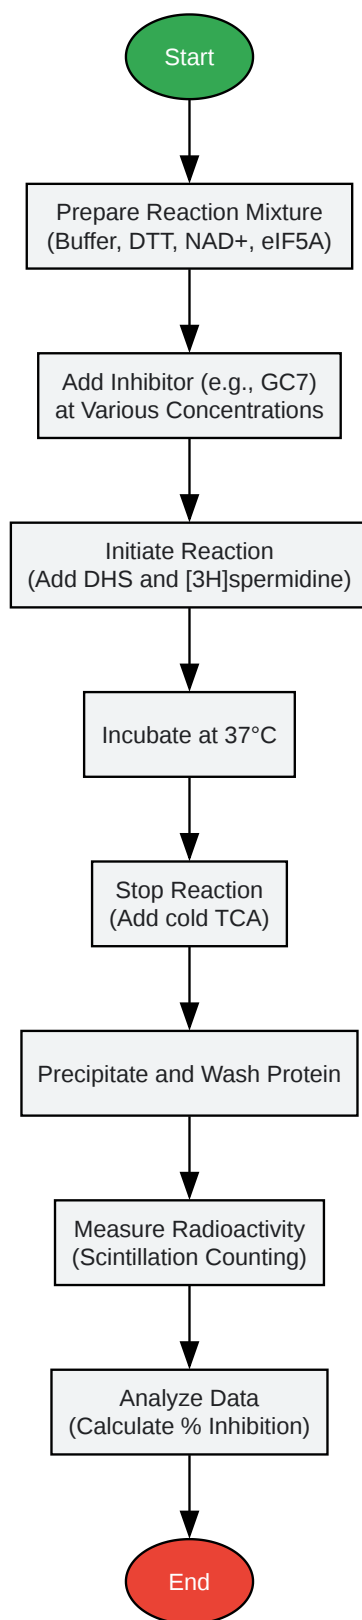 Start
Prepare Reaction Mixture
(Buffer, DTT, NAD+, eIF5A)
Add Inhibitor (e.g., GC7)
at Various Concentrations
Initiate Reaction
(Add DHS and [3H]spermidine)
Incubate at 37°C
Stop Reaction
(Add cold TCA)
Precipitate and Wash Protein
Measure Radioactivity
(Scintillation Counting)
Analyze Data
(Calculate % Inhibition)
End